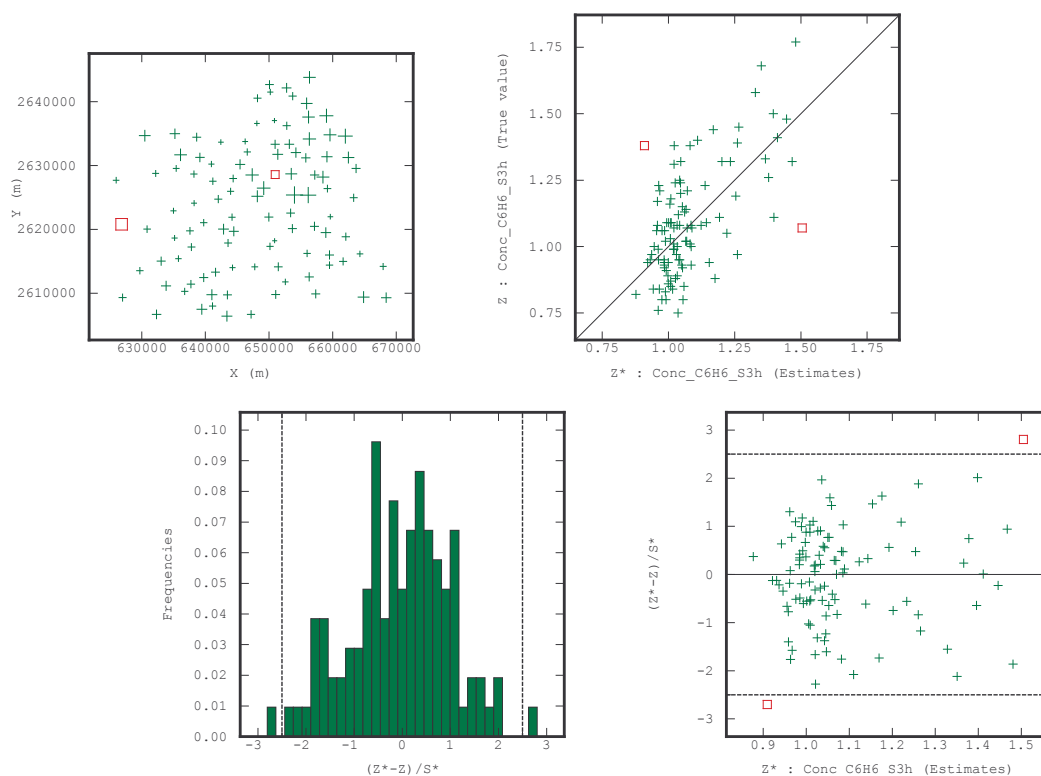 2640000
2630000
2620000
2610000
Y (m)
630000 640000 650000 660000 670000
X (m)
1.75
1.50
1.25
1.00
0.75
Z : Conc_C6H6_S3h (True value)
0.75 1.00 1.25 1.50 1.75
Z* : Conc_C6H6_S3h (Estimates)
0.10
0.09
0.08
0.07
0.06
0.05
0.04
0.03
0.02
0.01
0.00
Frequencies
-3 -2 -1 0 1 2 3
(Z*-Z)/S*
3
2
1
0
-1
-2
-3
(Z*-Z)/S*
0.9 1.0 1.1 1.2 1.3 1.4 1.5
Z* : Conc C6H6 S3h (Estimates)